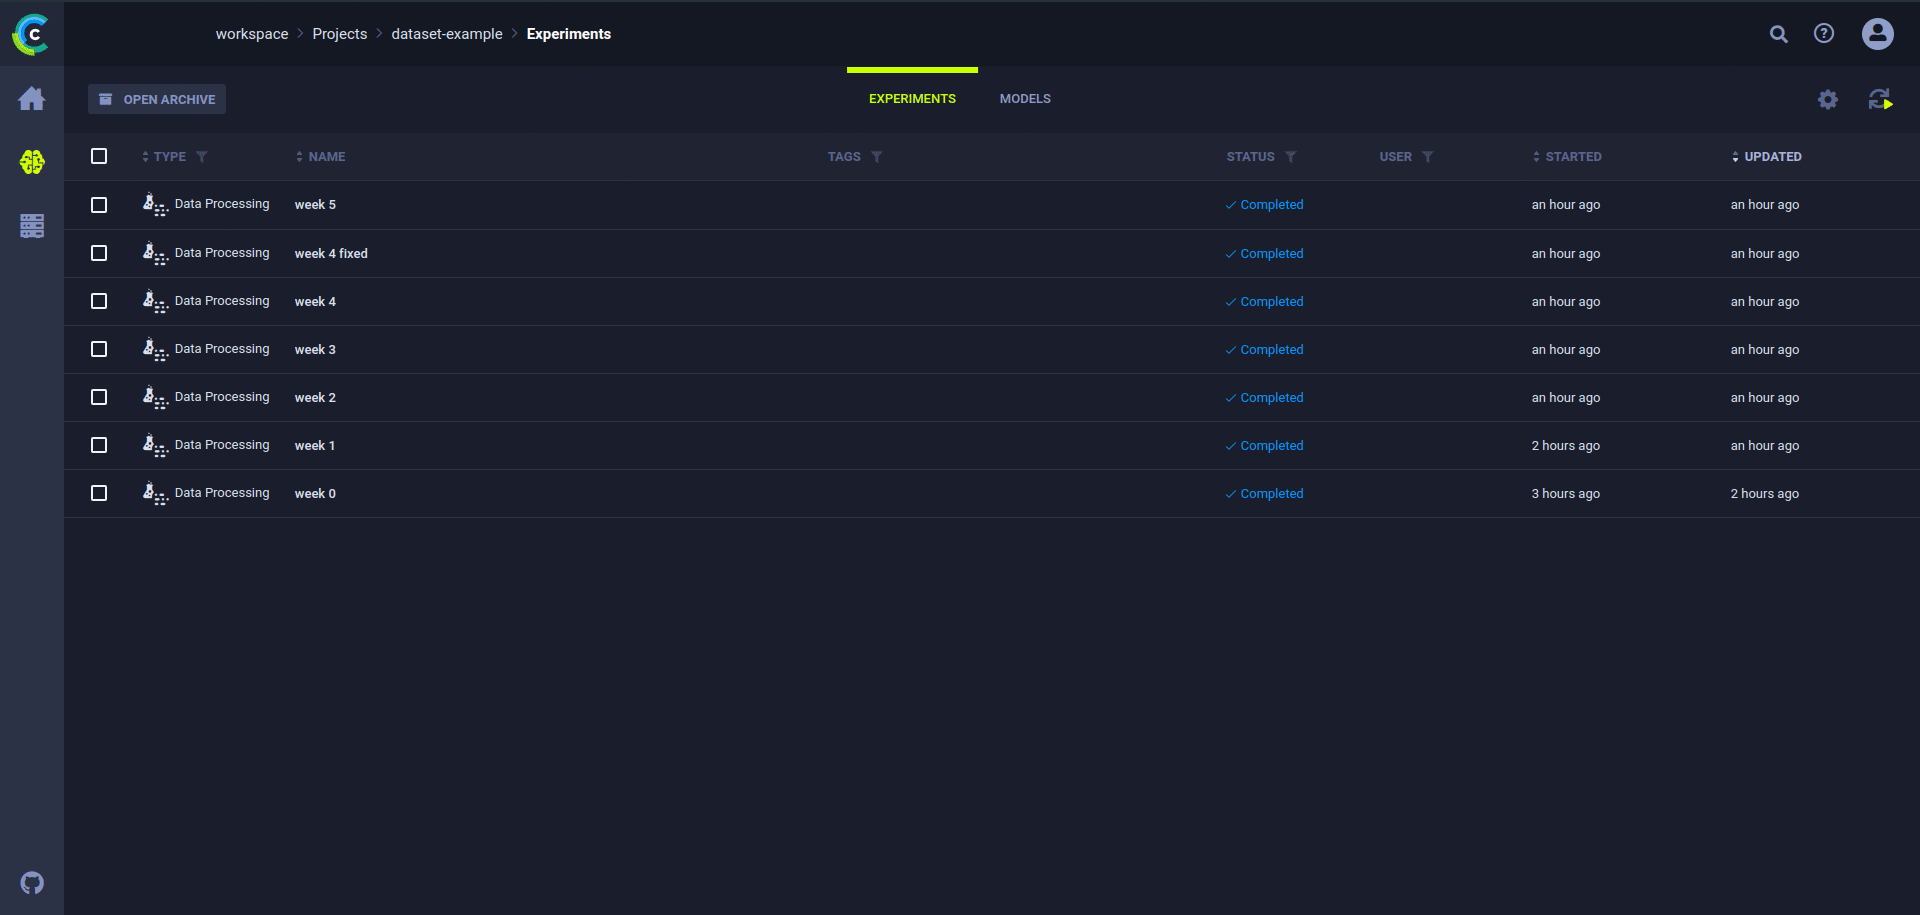 C
workspace > Projects > dataset-example > Experiments
?
OPEN ARCHIVE
EXPERIMENTS MODELS
TYPE NAME TAGS STATUS USER STARTED UPDATED
Data Processing week 5 Completed an hour ago an hour ago
Data Processing week 4 fixed Completed an hour ago an hour ago
Data Processing week 4 Completed an hour ago an hour ago
Data Processing week 3 Completed an hour ago an hour ago
Data Processing week 2 Completed an hour ago an hour ago
Data Processing week 1 Completed 2 hours ago an hour ago
Data Processing week 0 Completed 3 hours ago 2 hours ago